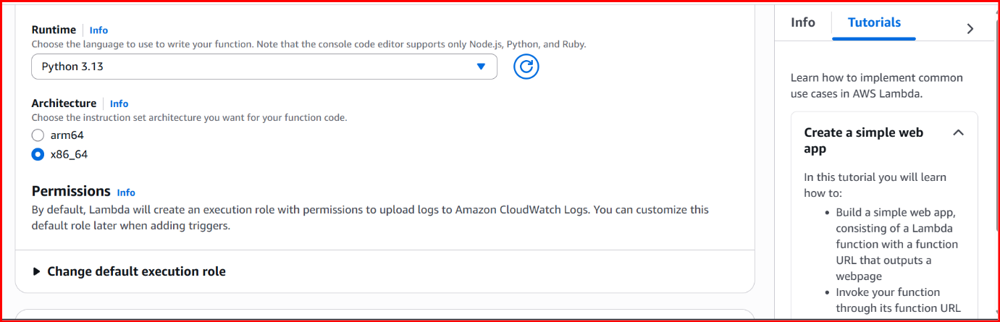 Runtime Info
Choose the language to use to write your function. Note that the console code editor supports only Node.js, Python, and Ruby.
Python 3.13
Architecture Info
Choose the instruction set architecture you want for your function code.
arm64
x86_64
Permissions Info
By default, Lambda will create an execution role with permissions to upload logs to Amazon CloudWatch Logs. You can customize this
default role later when adding triggers.
Change default execution role
Info Tutorials
Learn how to implement common
use cases in AWS Lambda.
Create a simple web
app
In this tutorial you will learn
how to:
• Build a simple web app,
consisting of a Lambda
function with a function
URL that outputs a
webpage
• Invoke your function
through its function URL